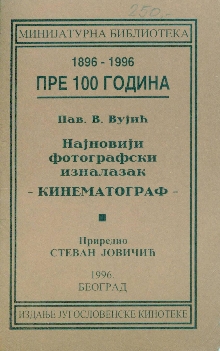 250-
МИНИЈАТУРНА БИБЛИОТЕКА
1896 - 1996
ПРЕ 100 ГОДИНА
Пав. В. Вујић
Најновији
фотографски
изналазак
- КИНЕМАТОГРАФ -
Приредио
СТЕВАН ЈОВИЧИЋ
1996
БЕОГРАД
ИЗДАЊЕ ЈУГОСЛОВЕНСКЕ КИНОТЕКЕ